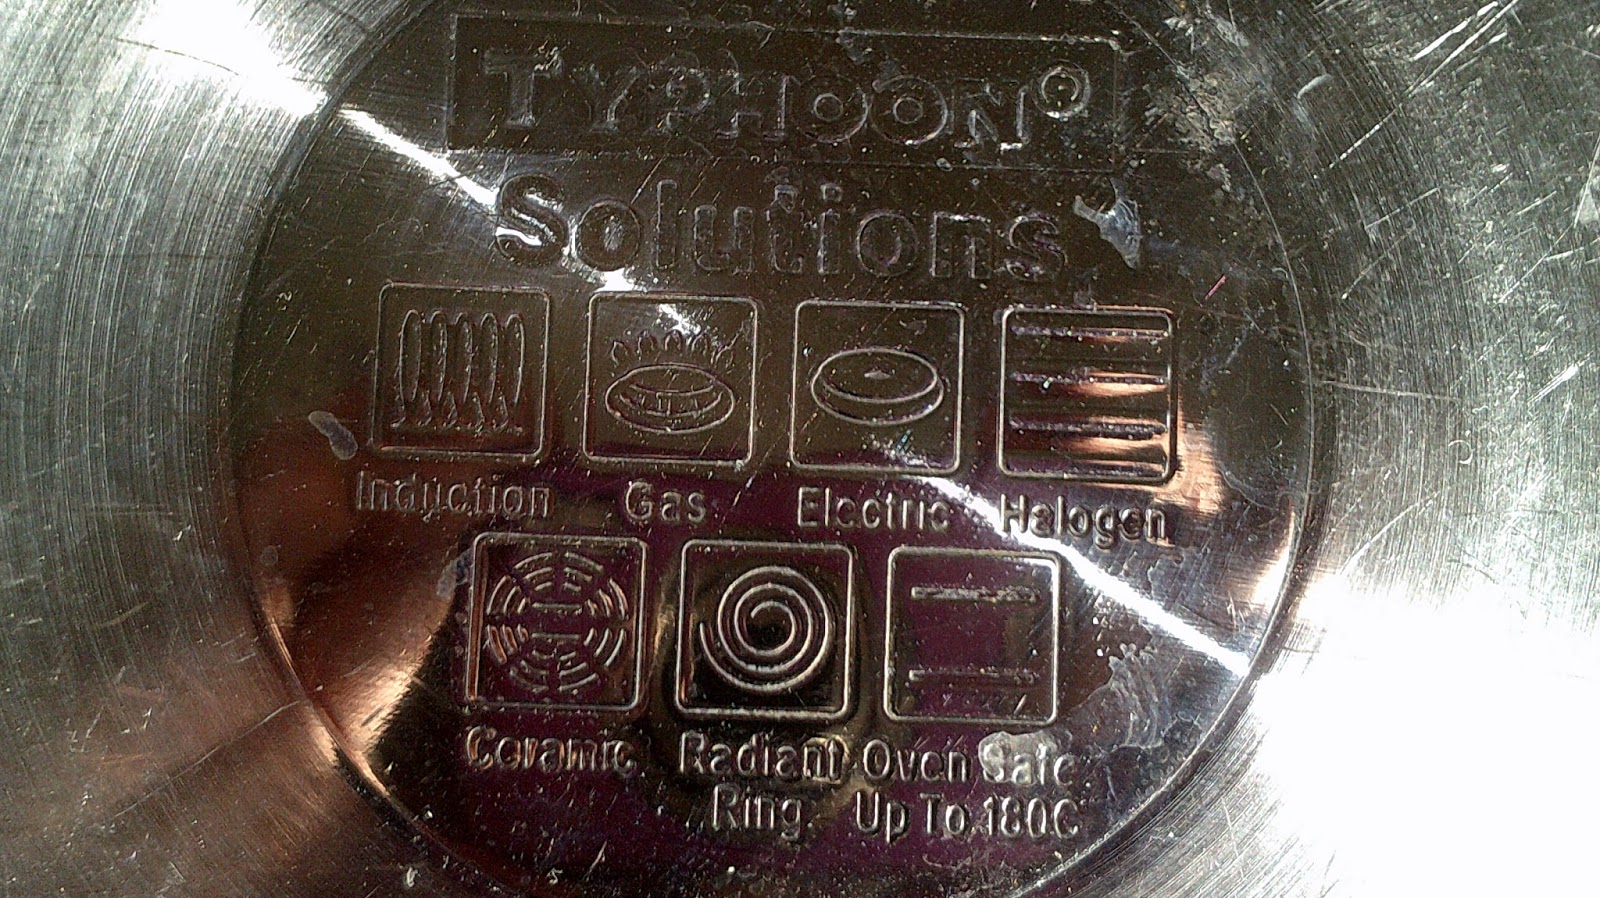 TYPHOON®
Solutions
Induction Gas Electric Halogen
Ceramic Radiant Ring Oven Safe Up To 180C